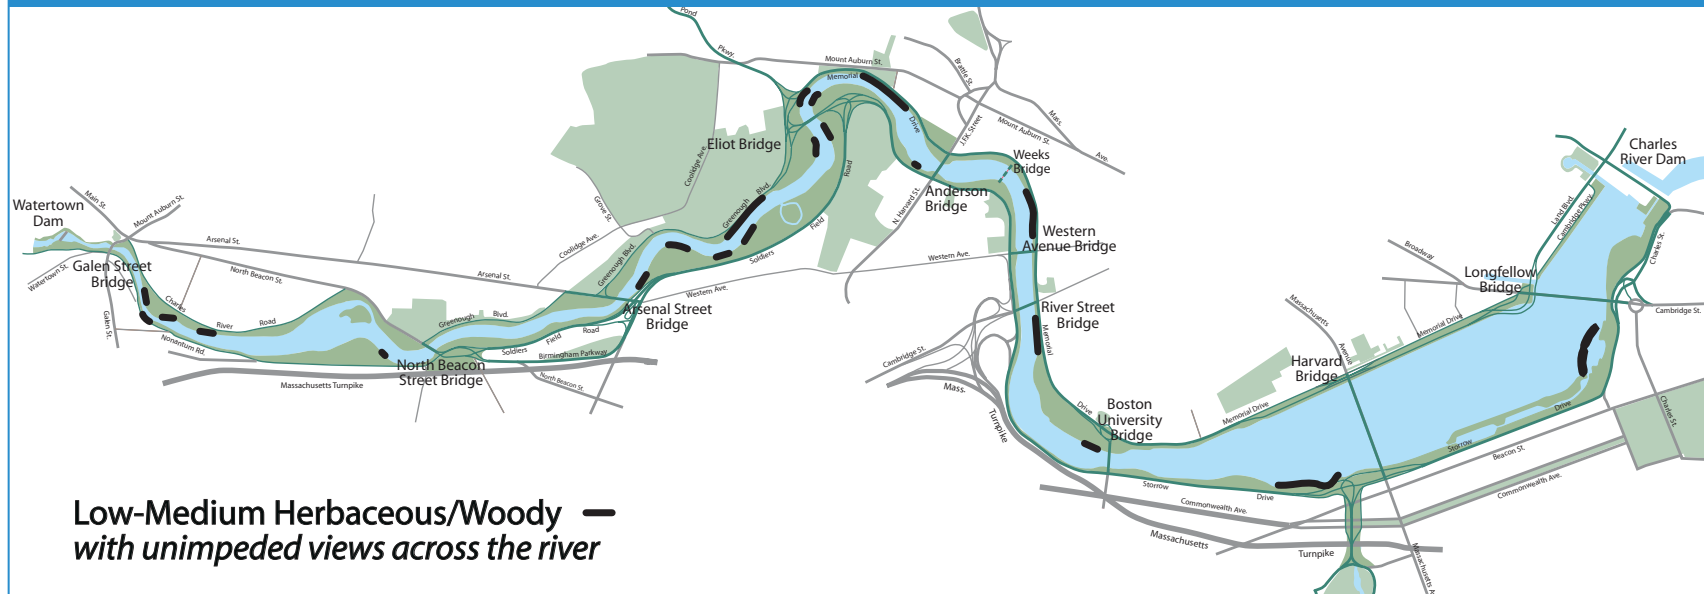 Pond
Pkwy.
Mount Auburn St.
Memorial
Drive
Brattle St.
Mass.
Ave.
Mount Auburn St.
J.F.K. Street
Eliot Bridge
Coolidge Ave.
Road
Weeks
Bridge
Charles
River Dam
Watertown
Dam
Main St.
Mount Auburn St.
Grove St.
Greenough
Blvd.
N. Harvard St.
Anderson
Bridge
Land Blvd.
Cambridge Pkwy.
Field
Soldiers
Western
Avenue Bridge
Arsenal St.
Coolidge Ave.
Greenough Blvd.
Western Ave.
Broadway
Charles St.
Watertown St.
Galen Street
Bridge
North Beacon St.
Arsenal St.
Western Ave.
Longfellow
Bridge
Galen St.
Charles
River
Road
Nonantum Rd.
Greenough
Blvd.
Arsenal Street
Bridge
River Street
Bridge
Massachusetts
Avenue
Memorial Drive
Cambridge St.
Soldiers
Field
Road
Birmingham Parkway
North Beacon
Street Bridge
North Beacon St.
Massachusetts Turnpike
Cambridge St.
Memorial
Drive
Mass.
Turnpike
Harvard
Bridge
Boston
University
Bridge
Memorial Drive
Drive
Storrow
Charles St.
Beacon St.
Commonwealth Ave.
Storrow
Drive
Commonwealth Ave.
Massachusetts
Turnpike
Massachusetts A
Low-Medium Herbaceous/Woody
with unimpeded views across the river